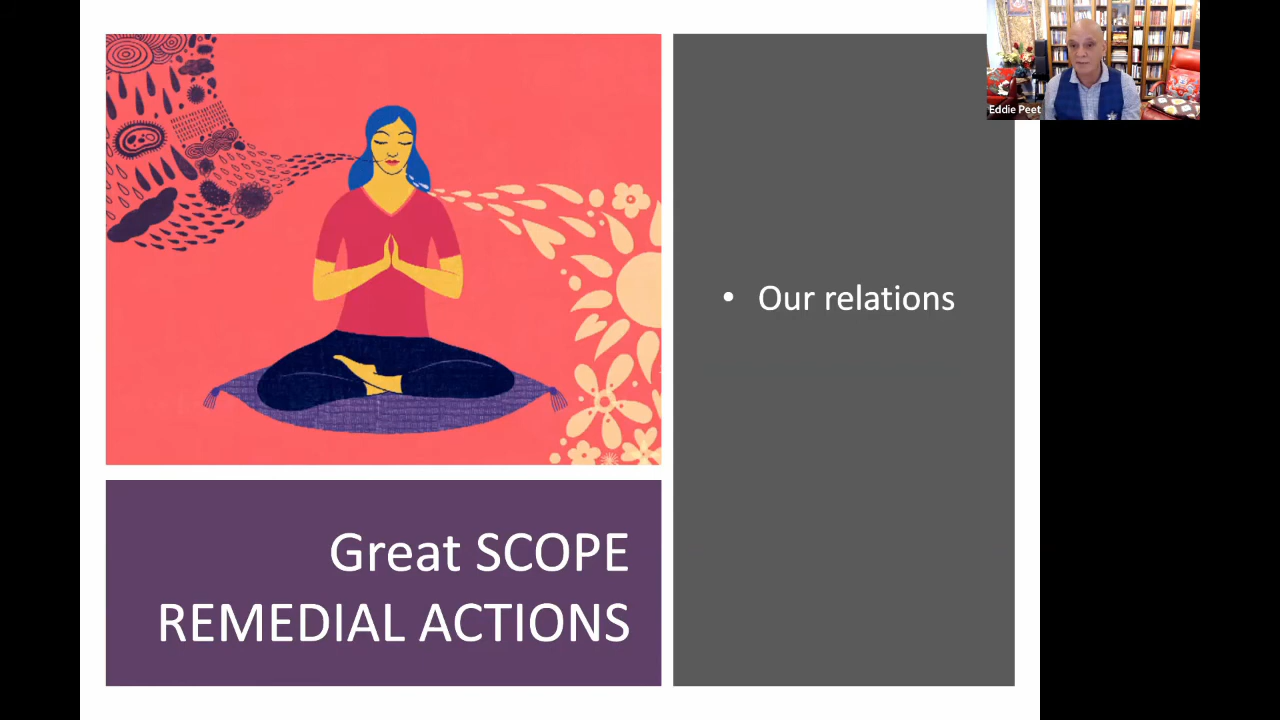 Eddie Peet
• Our relations
Great SCOPE
REMEDIAL ACTIONS